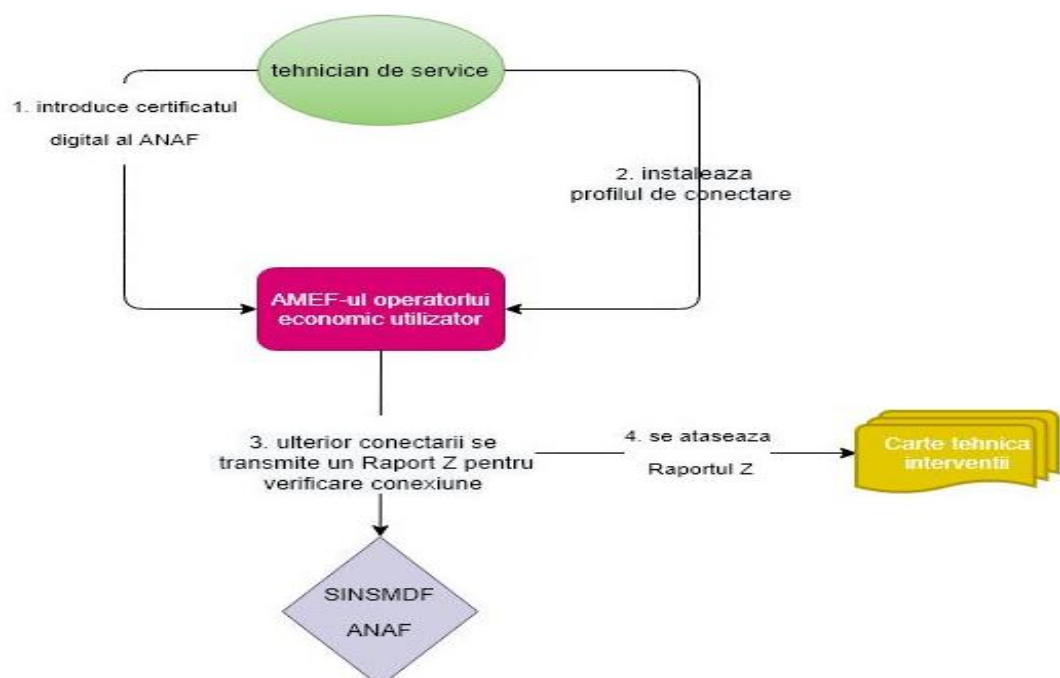 tehnician de service
1. introduce certificatul
digital al ANAF
2. instaleaza
profilul de conectare
AMEF-ul operatorlui
economic utilizator
3. ulterior conectarii se
transmite un Raport Z pentru
verificare conexiune
4. se ataseaza
Raportul Z
Carte tehnica
interventii
SINSMDF
ANAF